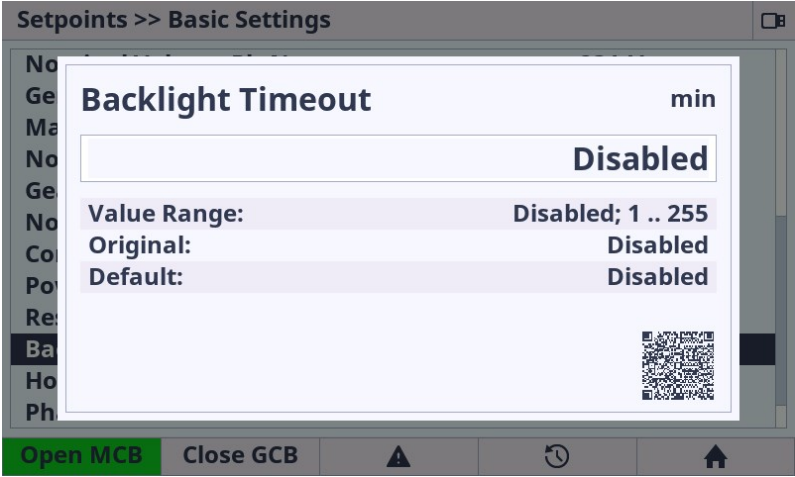 Setpoints >> Basic Settings
Backlight Timeout min
Disabled
Value Range: Disabled; 1 .. 255
Original: Disabled
Default: Disabled
Open MCB Close GCB